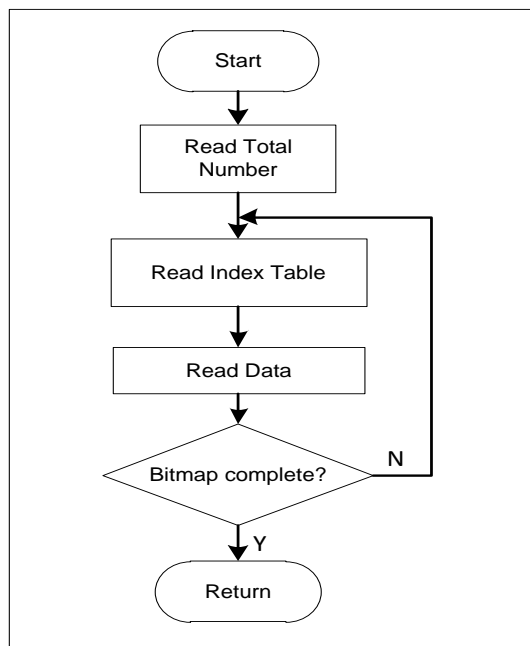 Start
Read Total
Number
Read Index Table
Read Data
Bitmap complete?
N
Y
Return